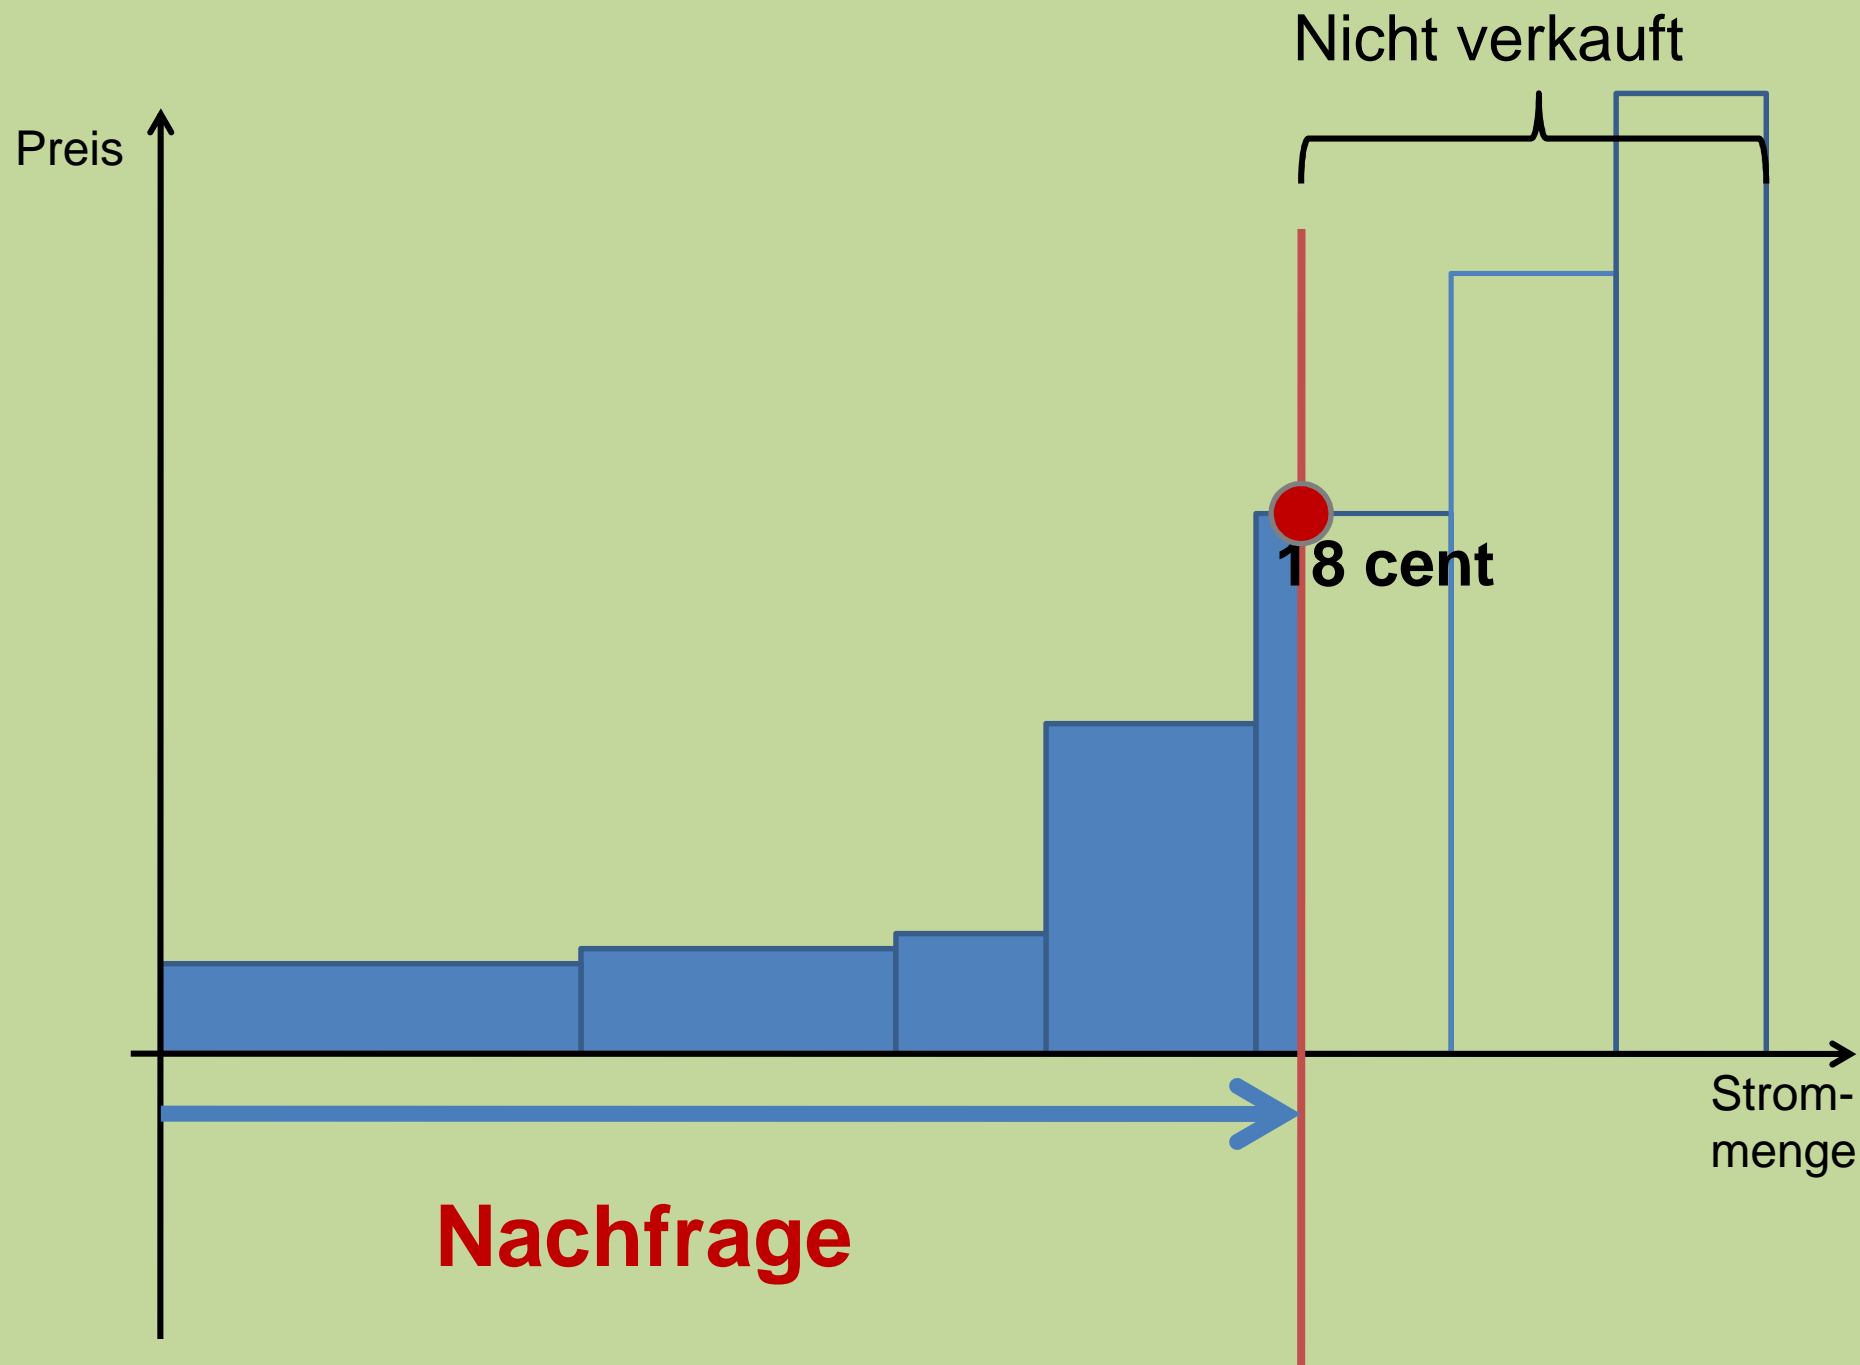 Nicht verkauft
Preis
18 cent
Strom-
menge
Nachfrage